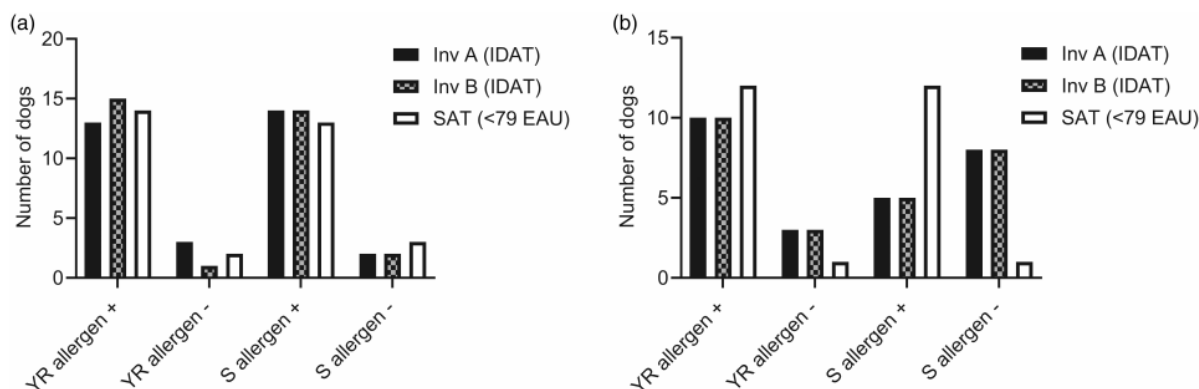 (a)
20
15
10
5
0
Number of dogs
Inv A (IDAT)
Inv B (IDAT)
SAT (<79 EAU)
YR allergen +
YR allergen -
S allergen +
S allergen -
(b)
15
10
5
0
Number of dogs
Inv A (IDAT)
Inv B (IDAT)
SAT (<79 EAU)
YR allergen +
YR allergen -
S allergen +
S allergen -